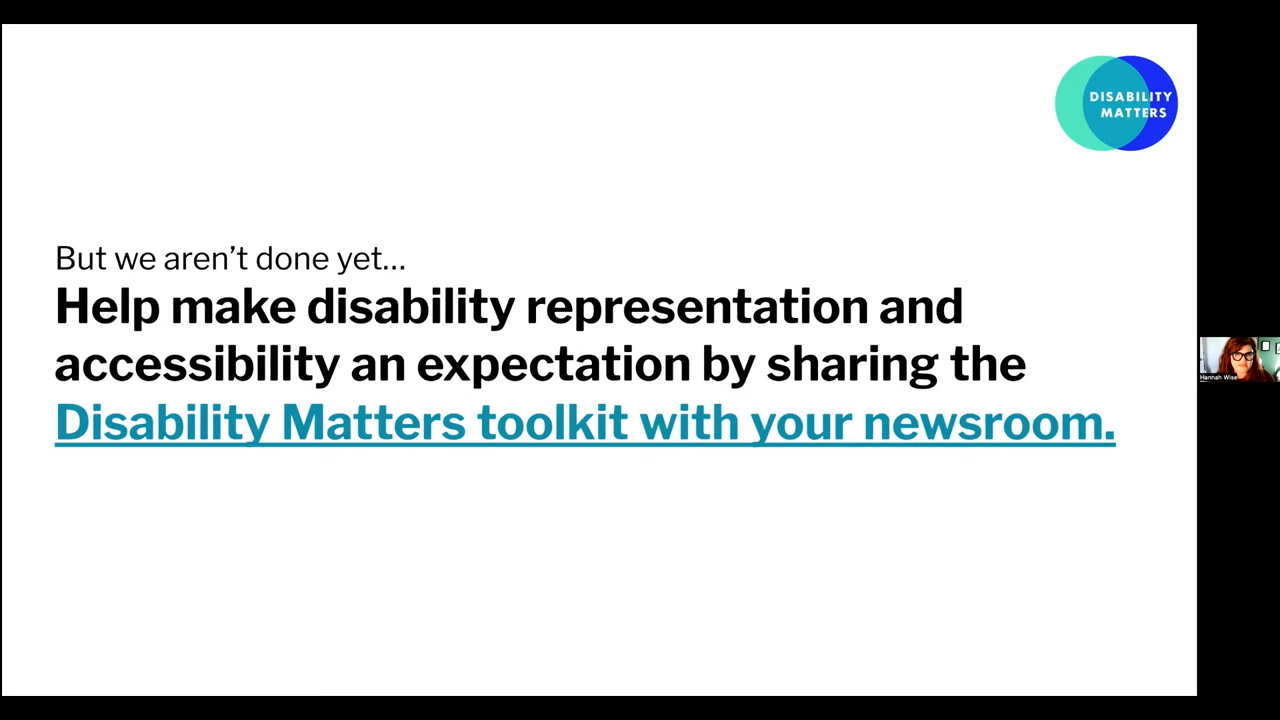 DISABILITY
MATTERS
But we aren’t done yet...
Help make disability representation and
accessibility an expectation by sharing the
Disability Matters toolkit with your newsroom.
Hannah Wise